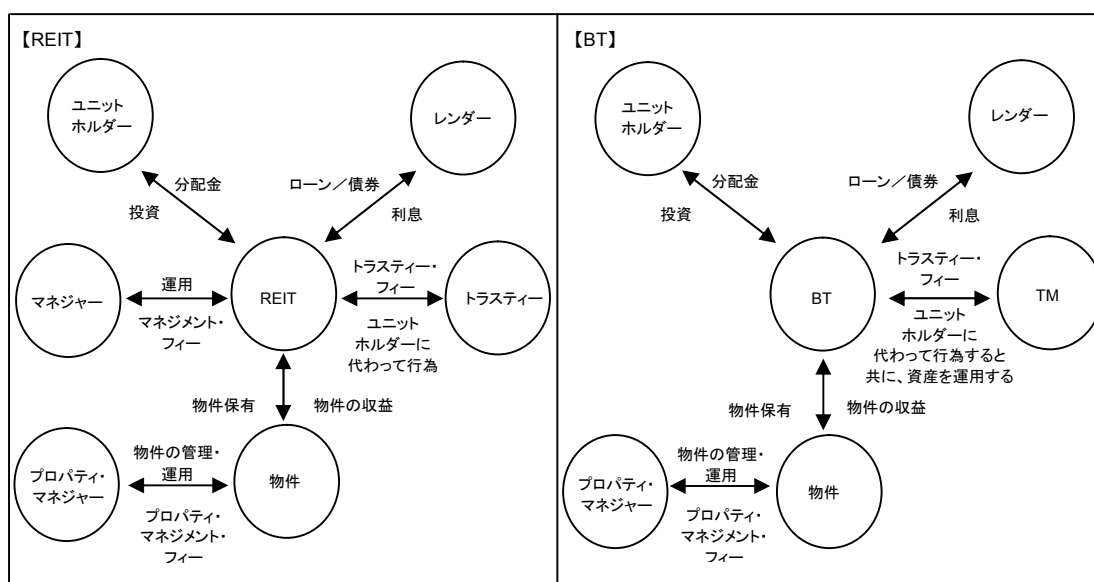 【REIT】
ユニット
ホルダー
レンダー
分配金
投資
ローン／債券
利息
マネジャー
運用
マネジメント・
フィー
REIT
トラスティー・
フィー
ユニット
ホルダーに
代わって行為
トラスティー
物件保有
物件の収益
プロパティ・
マネジャー
物件の管理・
運用
プロパティ・
マネジメント・
フィー
物件
【BT】
ユニット
ホルダー
レンダー
分配金
投資
ローン／債券
利息
BT
トラスティー・
フィー
ユニット
ホルダーに
代わって行為すると
共に、資産を運用する
TM
物件保有
物件の収益
プロパティ・
マネジャー
物件の管理・
運用
プロパティ・
マネジメント・
フィー
物件